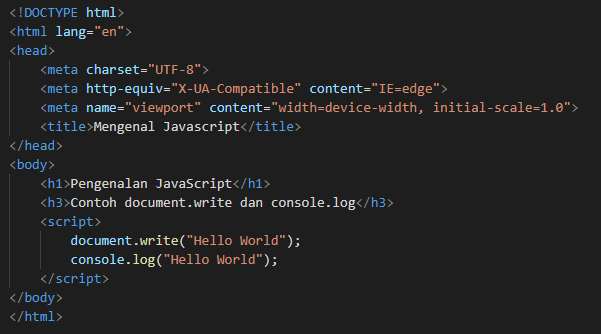 <!DOCTYPE html>
<html lang="en">
<head>
    <meta charset="UTF-8">
    <meta http-equiv="X-UA-Compatible" content="IE=edge">
    <meta name="viewport" content="width=device-width, initial-scale=1.0">
    <title>Mengenal Javascript</title>
</head>
<body>
    <h1>Pengenalan JavaScript</h1>
    <h3>Contoh document.write dan console.log</h3>
    <script>
        document.write("Hello World");
        console.log("Hello World");
    </script>
</body>
</html>